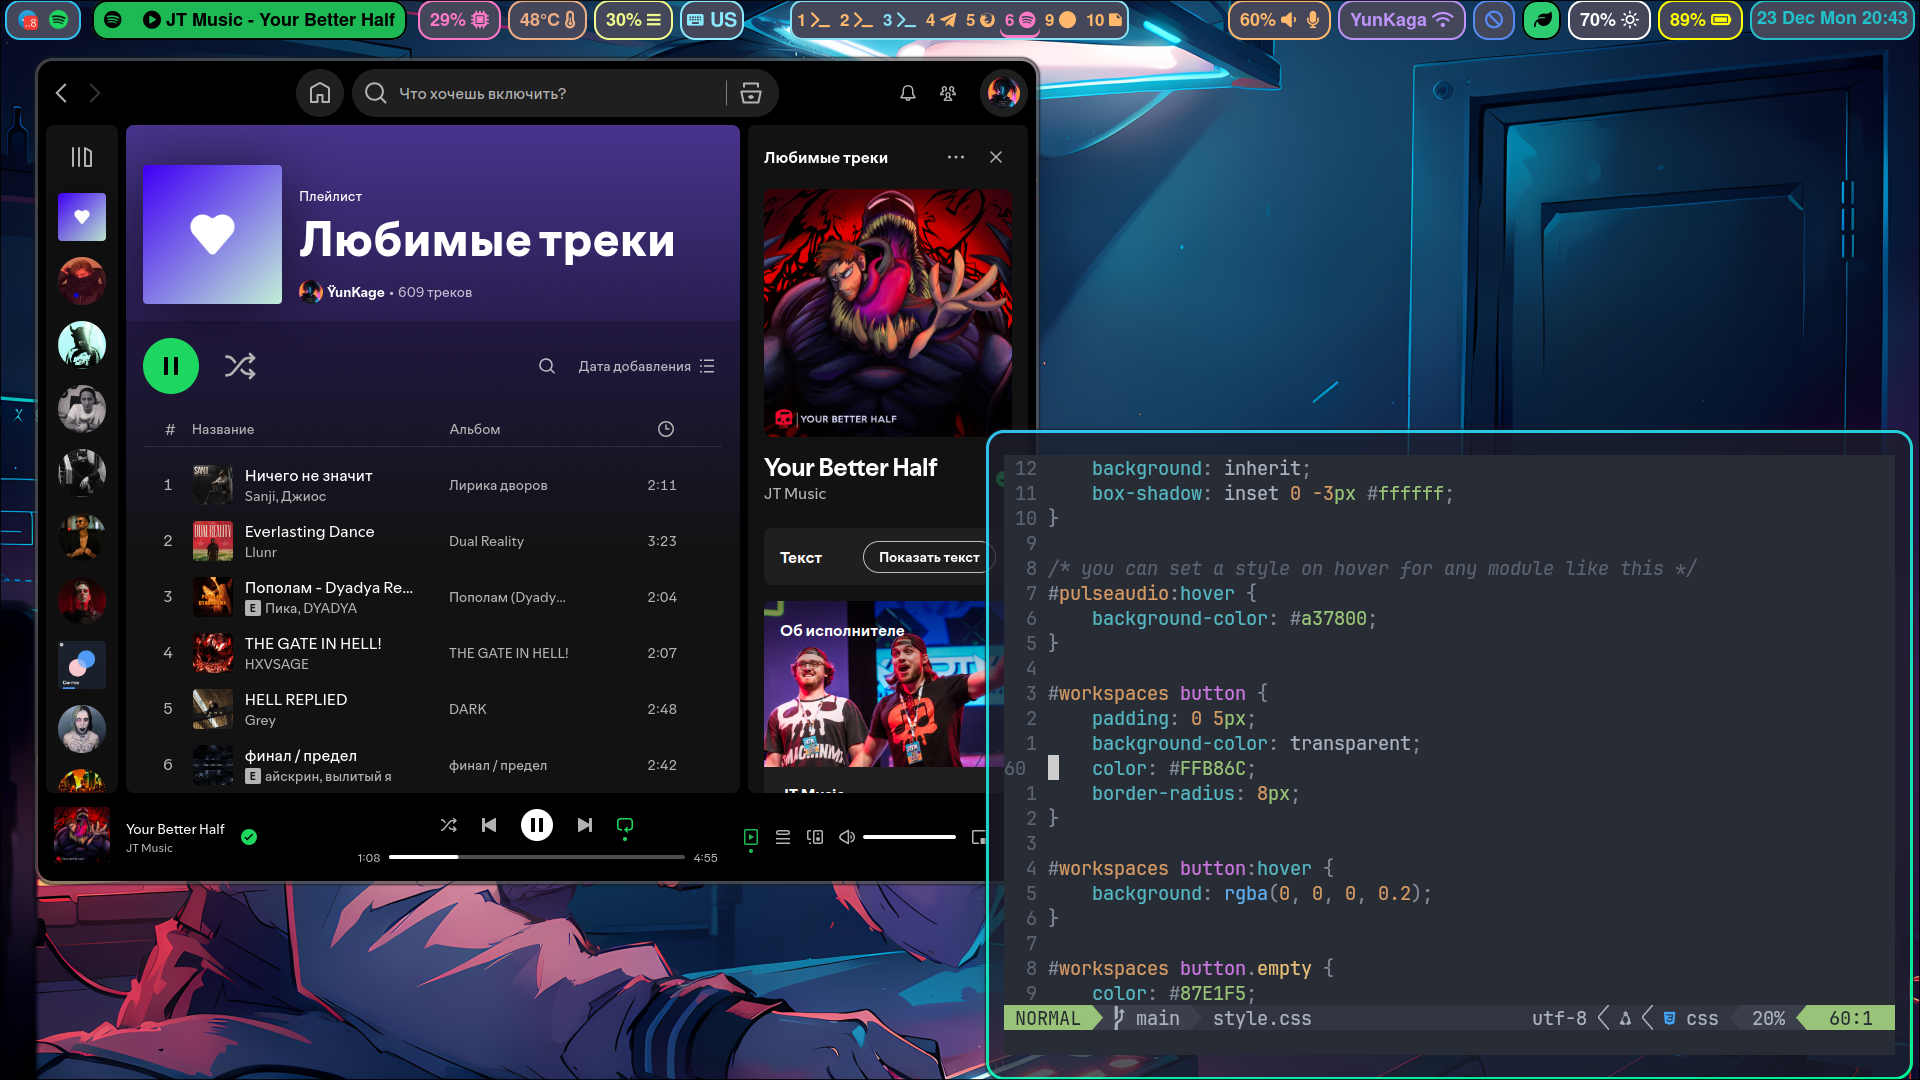 8
JT Music - Your Better Half
29%
48°C
30%
US
1 2 3 4 5 6 9 10
60%
YunKaga
70%
89%
23 Dec Mon 20:43
Что хочешь включить?
Плейлист
Любимые треки
ŸunKage • 609 треков
Дата добавления
# Название Альбом
1 Ничего не значит Лирика дворов 2:11
Sanji, Джиос
2 Everlasting Dance Dual Reality 3:23
Llunr
3 Пополам - Dyadya Re... Пополам (Dyady... 2:04
E Пика, DYADYA
4 THE GATE IN HELL! THE GATE IN HELL! 2:07
HXVSAGE
5 HELL REPLIED DARK 2:48
Grey
6 финал / предел финал / предел 2:42
E айскрин, вылитый я
Любимые треки
YOUR BETTER HALF
Your Better Half
JT Music
Текст
Показать текст
Об исполнителе
JT Music
Your Better Half
JT Music
1:08
4:55
12 background: inherit;
11 box-shadow: inset 0 -3px #ffffff;
10 }
9
8 /* you can set a style on hover for any module like this */
7 #pulseaudio:hover {
6 background-color: #a37800;
5 }
4
3 #workspaces button {
2 padding: 0 5px;
1 background-color: transparent;
60 color: #FFB86C;
1 border-radius: 8px;
2 }
3
4 #workspaces button:hover {
5 background: rgba(0, 0, 0, 0.2);
6 }
7
8 #workspaces button.empty {
9 color: #87E1F5;
NORMAL main style.css utf-8 css 20% 60:1